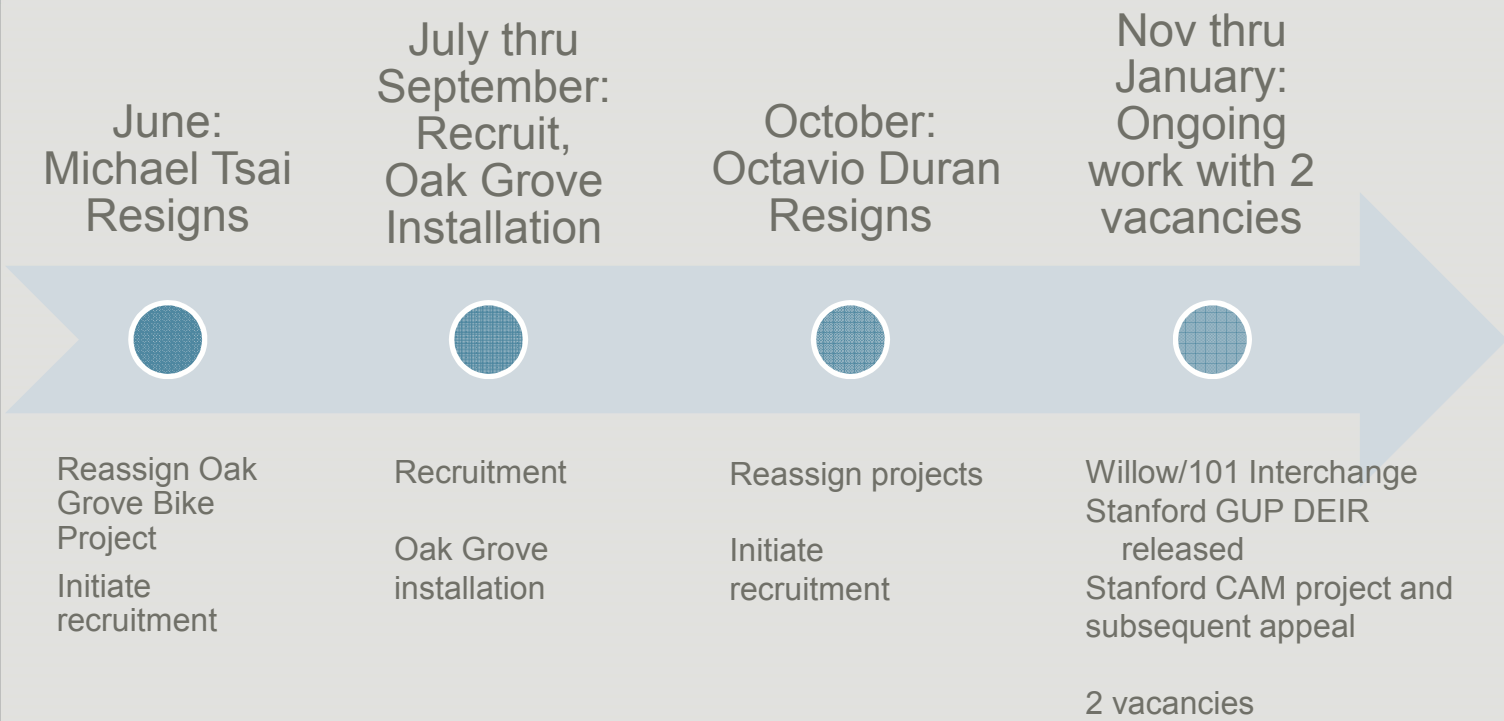 June:
Michael Tsai
Resigns
July thru
September:
Recruit,
Oak Grove
Installation
October:
Octavio Duran
Resigns
Nov thru
January:
Ongoing
work with 2
vacancies
Reassign Oak
Grove Bike
Project
Initiate
recruitment
Recruitment
Oak Grove
installation
Reassign projects
Initiate
recruitment
Willow/101 Interchange
Stanford GUP DEIR
released
Stanford CAM project and
subsequent appeal
2 vacancies